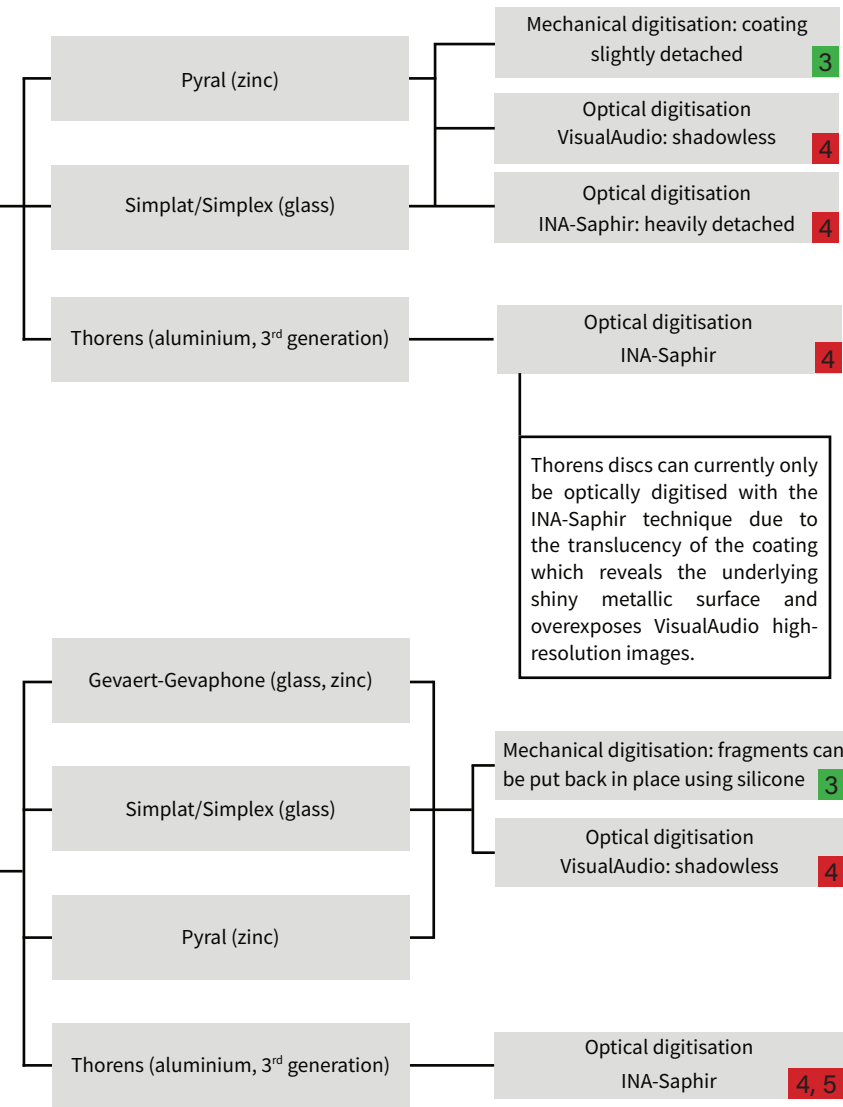 Pyral (zinc)
Mechanical digitisation: coating
slightly detached
3
Optical digitisation
VisualAudio: shadowless
4
Simplat/Simplex (glass)
Optical digitisation
INA-Saphir: heavily detached
4
Thorens (aluminium, 3rd generation)
Optical digitisation
INA-Saphir
4
Thorens discs can currently only
be optically digitised with the
INA-Saphir technique due to
the translucency of the coating
which reveals the underlying
shiny metallic surface and
overexposes VisualAudio high-
resolution images.
Gevaert-Gevaphone (glass, zinc)
Simplat/Simplex (glass)
Pyral (zinc)
Mechanical digitisation: fragments can
be put back in place using silicone
3
Optical digitisation
VisualAudio: shadowless
4
Thorens (aluminium, 3rd generation)
Optical digitisation
INA-Saphir
4, 5